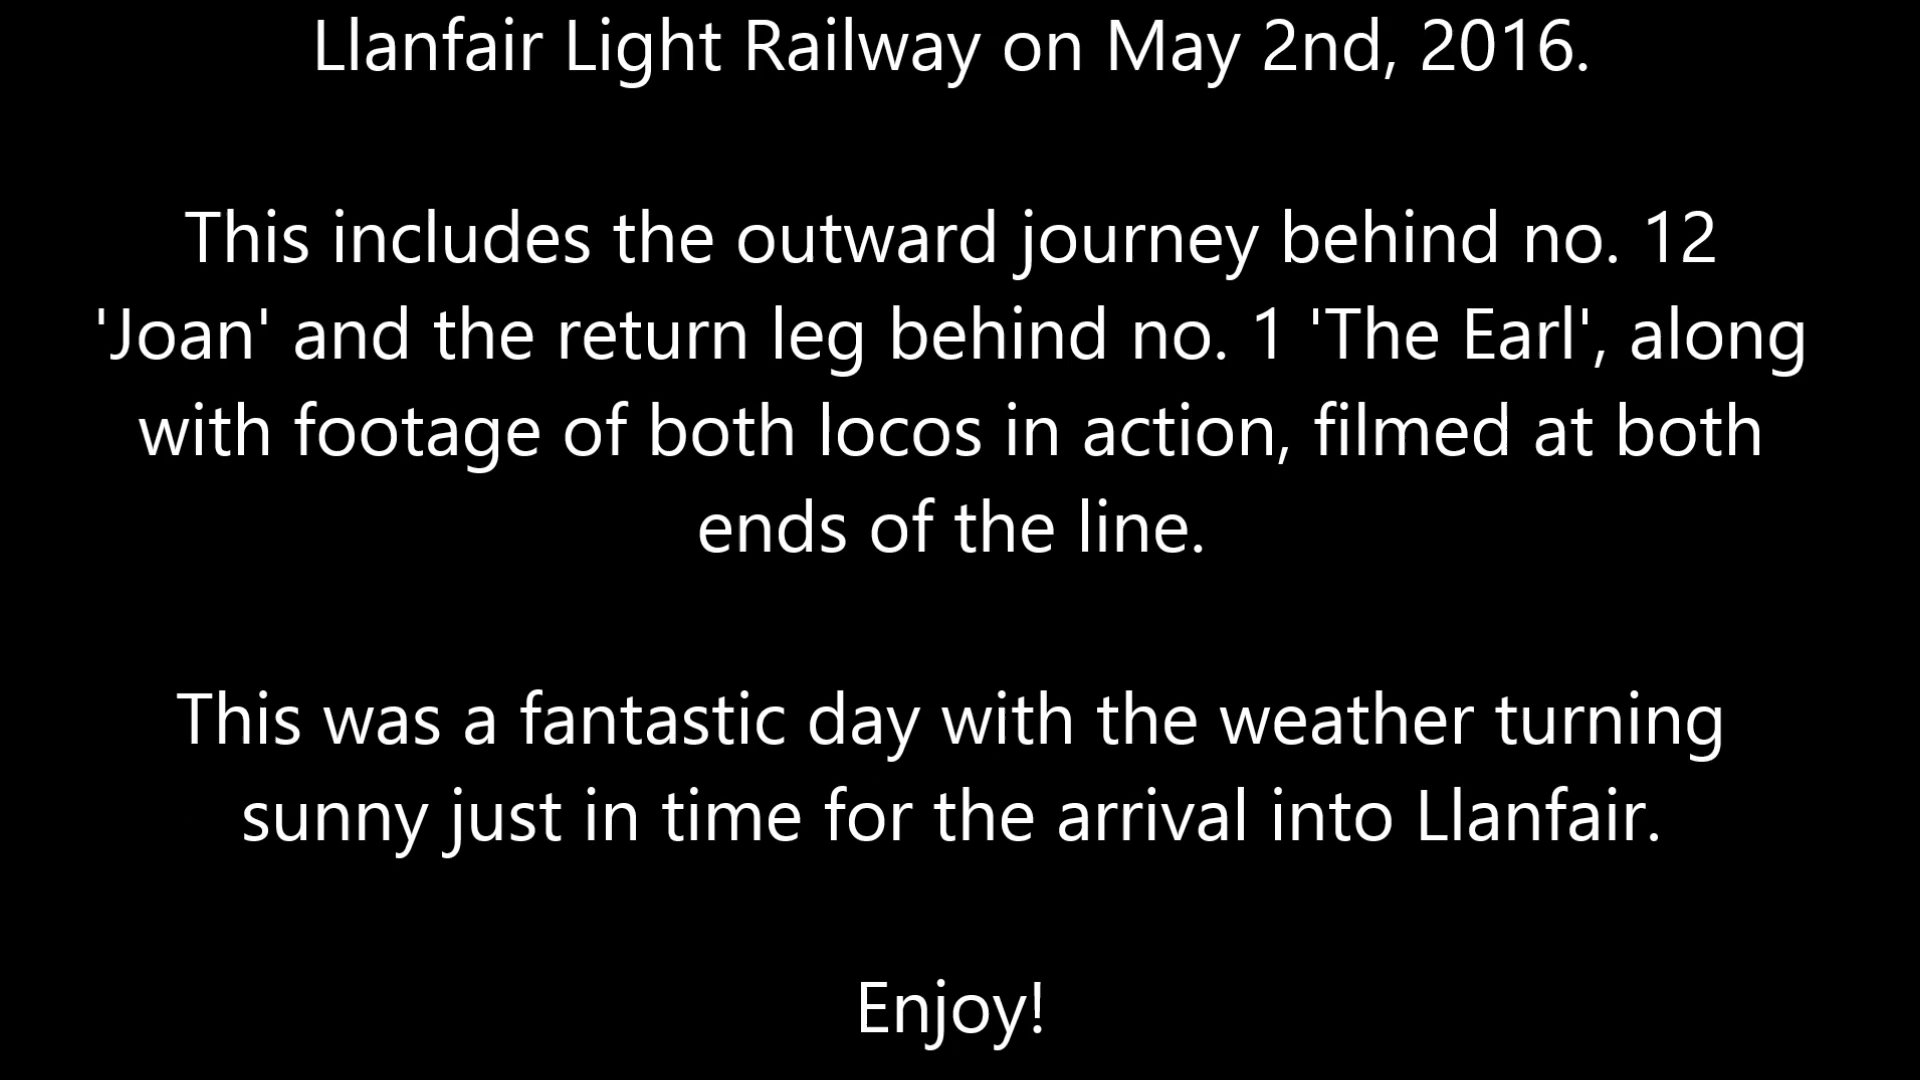 Llanfair Light Railway on May 2nd, 2016.
This includes the outward journey behind no. 12
'Joan' and the return leg behind no. 1 'The Earl', along
with footage of both locos in action, filmed at both
ends of the line.
This was a fantastic day with the weather turning
sunny just in time for the arrival into Llanfair.
Enjoy!